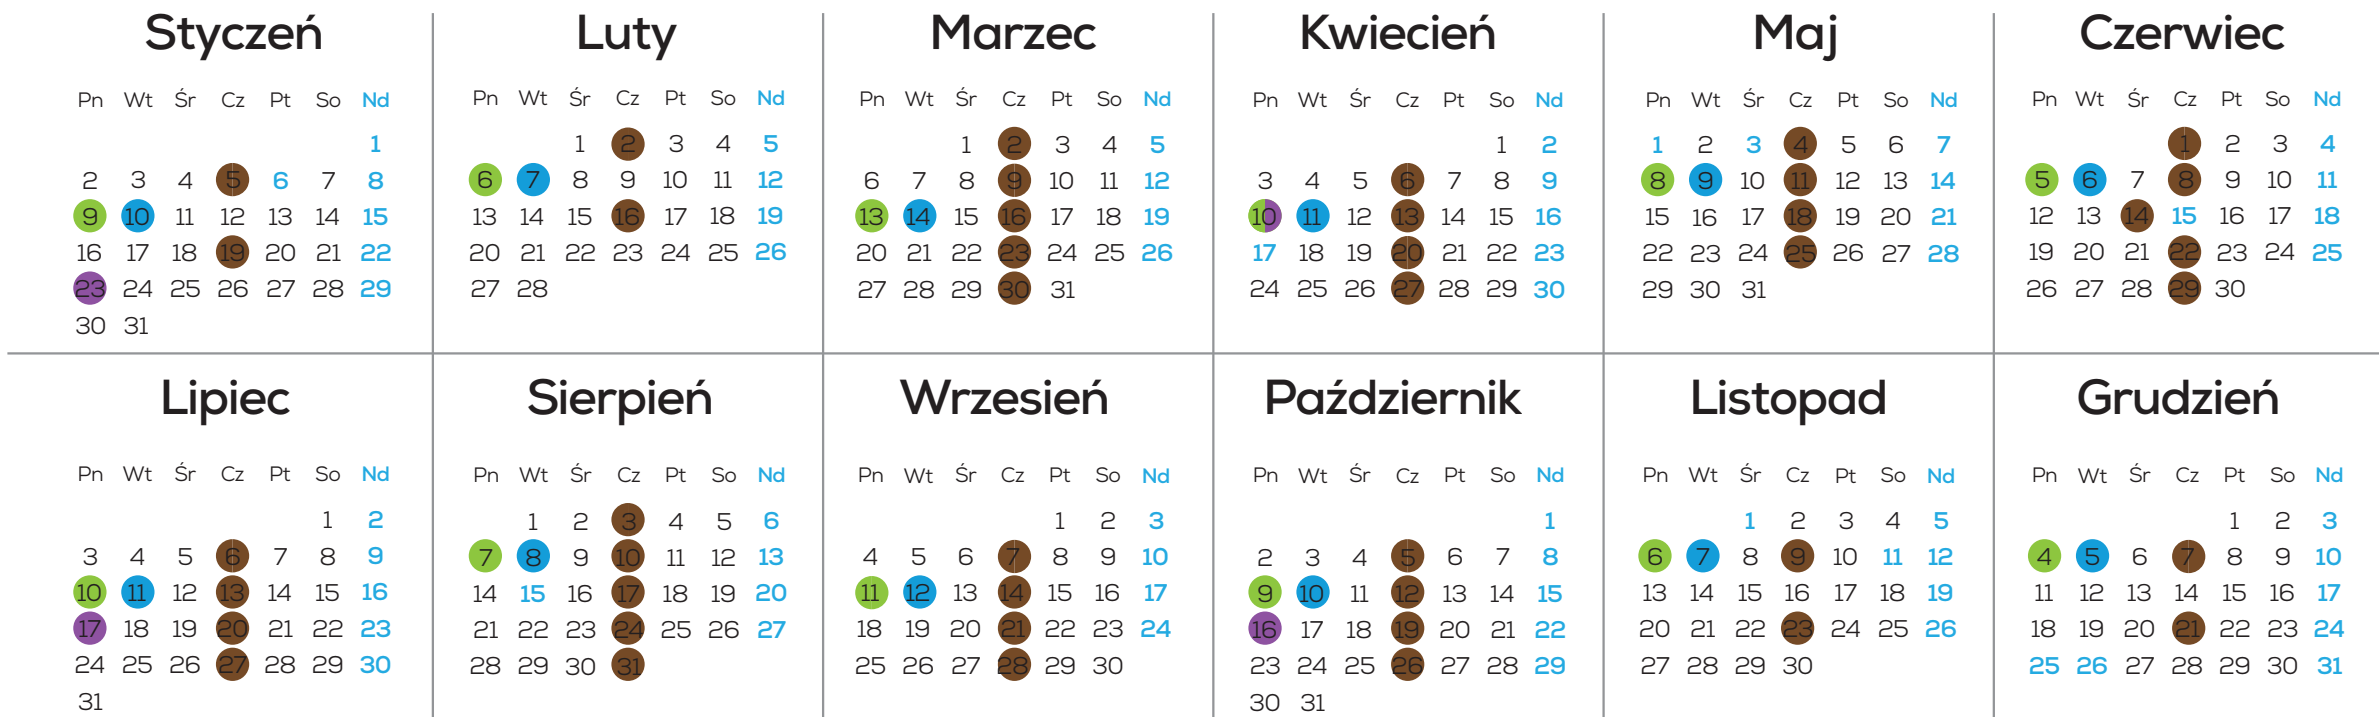 Styczeń
Pn Wt Śr Cz Pt So Nd
1
2 3 4 5 6 7 8
9 10 11 12 13 14 15
16 17 18 19 20 21 22
23 24 25 26 27 28 29
30 31
Luty
Pn Wt Śr Cz Pt So Nd
1 2 3 4 5
6 7 8 9 10 11 12
13 14 15 16 17 18 19
20 21 22 23 24 25 26
27 28
Marzec
Pn Wt Śr Cz Pt So Nd
1 2 3 4 5
6 7 8 9 10 11 12
13 14 15 16 17 18 19
20 21 22 23 24 25 26
27 28 29 30 31
Kwiecień
Pn Wt Śr Cz Pt So Nd
1 2
3 4 5 6 7 8 9
10 11 12 13 14 15 16
17 18 19 20 21 22 23
24 25 26 27 28 29 30
Maj
Pn Wt Śr Cz Pt So Nd
1 2 3 4 5 6 7
8 9 10 11 12 13 14
15 16 17 18 19 20 21
22 23 24 25 26 27 28
29 30 31
Czerwiec
Pn Wt Śr Cz Pt So Nd
1 2 3 4
5 6 7 8 9 10 11
12 13 14 15 16 17 18
19 20 21 22 23 24 25
26 27 28 29 30
Lipiec
Pn Wt Śr Cz Pt So Nd
1 2
3 4 5 6 7 8 9
10 11 12 13 14 15 16
17 18 19 20 21 22 23
24 25 26 27 28 29 30
31
Sierpień
Pn Wt Śr Cz Pt So Nd
1 2 3 4 5 6
7 8 9 10 11 12 13
14 15 16 17 18 19 20
21 22 23 24 25 26 27
28 29 30 31
Wrzesień
Pn Wt Śr Cz Pt So Nd
1 2 3
4 5 6 7 8 9 10
11 12 13 14 15 16 17
18 19 20 21 22 23 24
25 26 27 28 29 30
Październik
Pn Wt Śr Cz Pt So Nd
1
2 3 4 5 6 7 8
9 10 11 12 13 14 15
16 17 18 19 20 21 22
23 24 25 26 27 28 29
30 31
Listopad
Pn Wt Śr Cz Pt So Nd
1 2 3 4 5
6 7 8 9 10 11 12
13 14 15 16 17 18 19
20 21 22 23 24 25 26
27 28 29 30
Grudzień
Pn Wt Śr Cz Pt So Nd
1 2 3
4 5 6 7 8 9 10
11 12 13 14 15 16 17
18 19 20 21 22 23 24
25 26 27 28 29 30 31